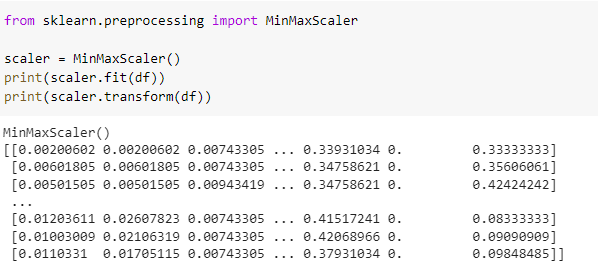 from sklearn.preprocessing import MinMaxScaler
scaler = MinMaxScaler()
print(scaler.fit(df))
print(scaler.transform(df))
MinMaxScaler()
[[0.00200602 0.00200602 0.00743305 ... 0.33931034 0.         0.33333333]
 [0.00601805 0.00601805 0.00743305 ... 0.34758621 0.         0.35606061]
 [0.00501505 0.00501505 0.00943419 ... 0.34758621 0.         0.42424242]
 ...
 [0.01203611 0.02607823 0.00743305 ... 0.41517241 0.         0.08333333]
 [0.01003009 0.02106319 0.00743305 ... 0.42068966 0.         0.09090909]
 [0.0110331  0.01705115 0.00743305 ... 0.37931034 0.         0.09848485]]